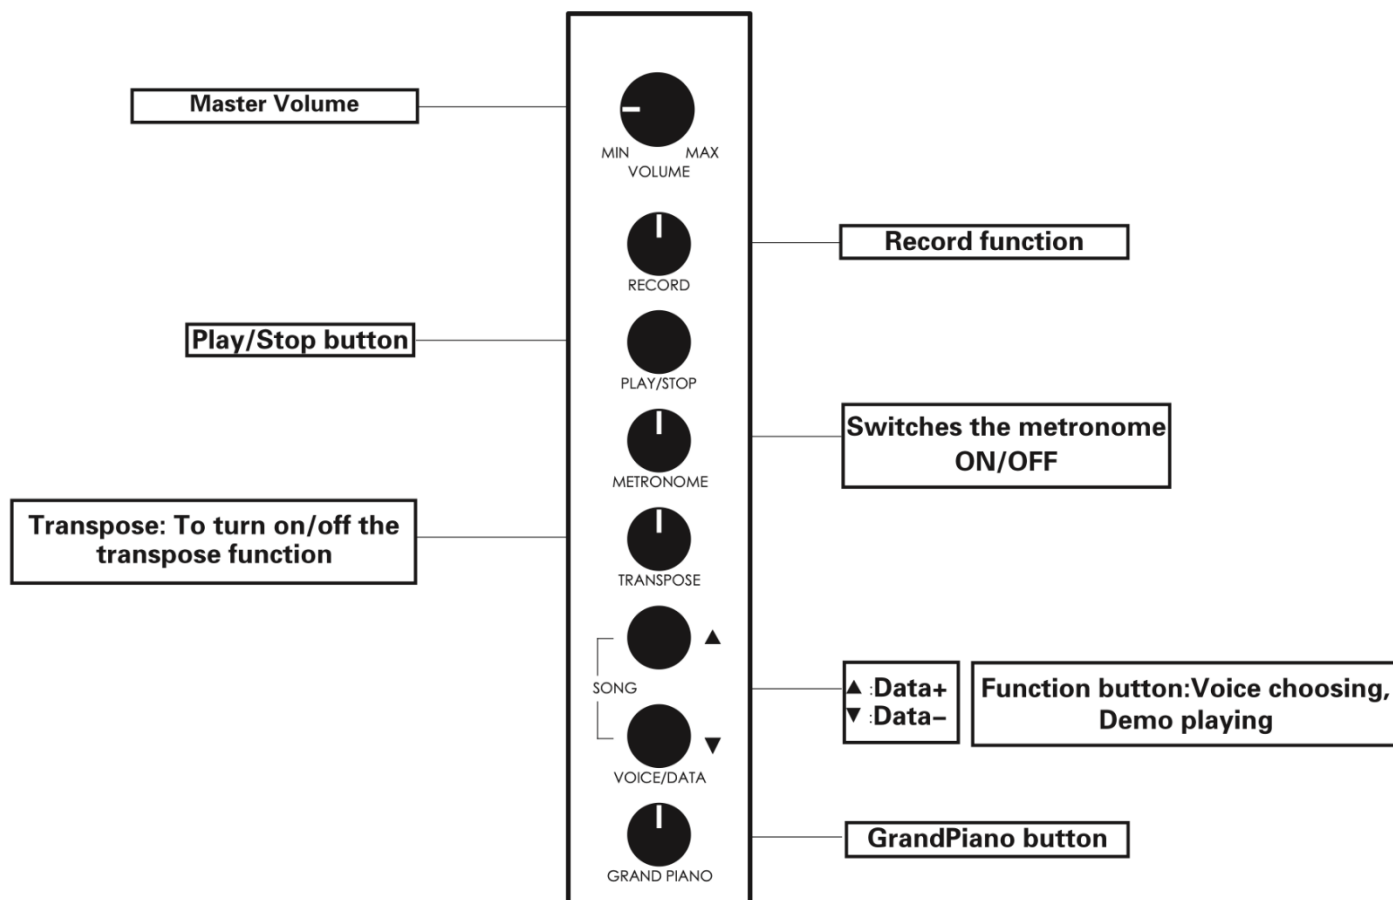 Master Volume
MIN MAX
VOLUME
RECORD
Record function
Play/Stop button
PLAY/STOP
METRONOME
Switches the metronome
ON/OFF
Transpose: To turn on/off the
transpose function
TRANSPOSE
▲
SONG
▼
VOICE/DATA
▲:Data+
▼:Data–
Function button:Voice choosing,
Demo playing
GRAND PIANO
GrandPiano button